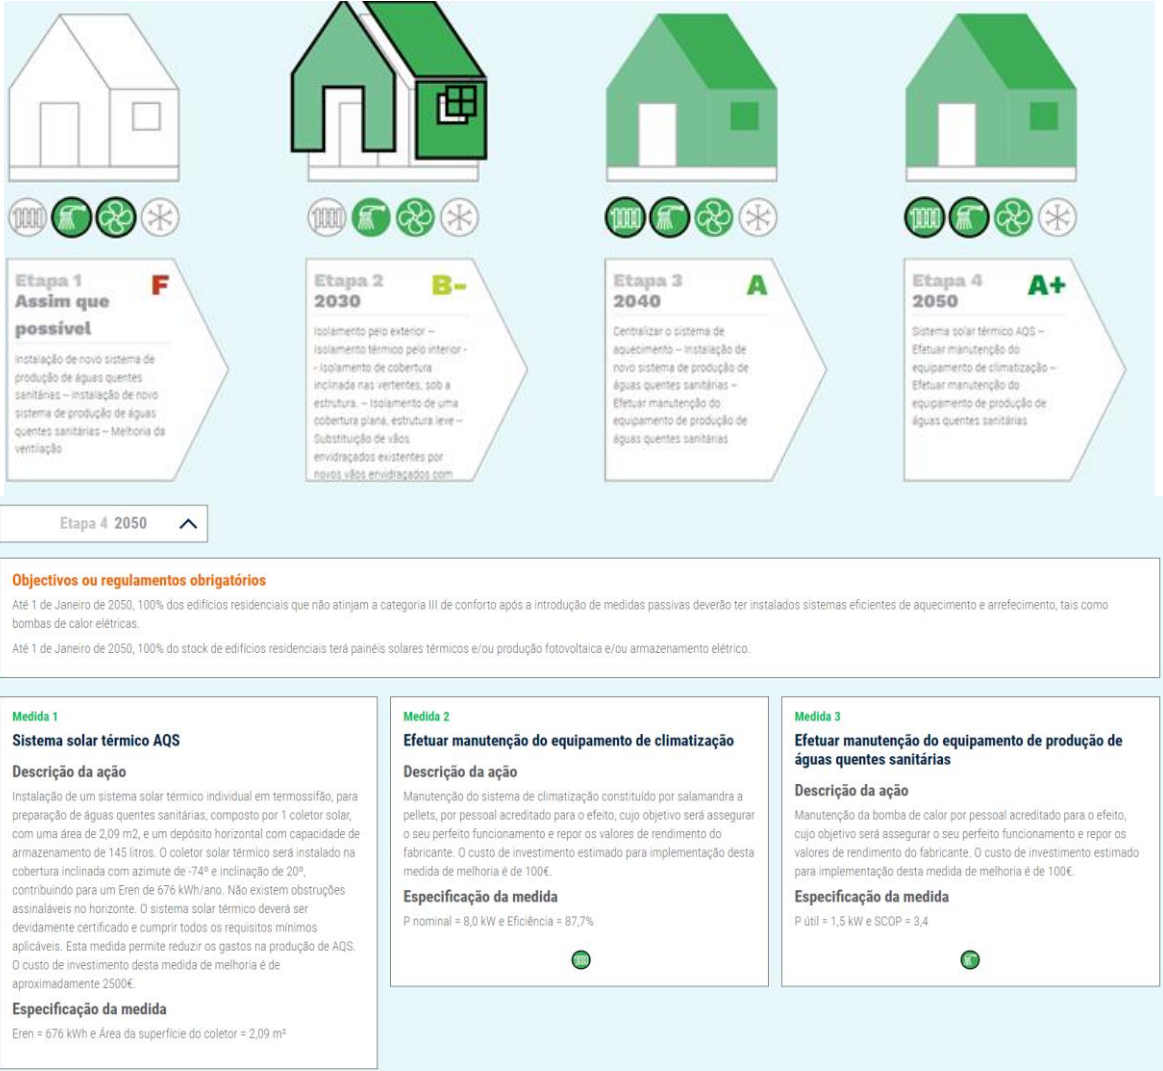 Etapa 1
Assim que
possível
F
Instalação de novo sistema de
produção de águas quentes
sanitárias – Instalação de novo
sistema de produção de águas
quentes sanitárias – Melhoria da
ventilação
Etapa 2
2030
B-
Isolamento pelo exterior –
Isolamento térmico pelo interior -
- Isolamento de cobertura
inclinada nas vertentes, sob a
estrutura. – Isolamento de uma
cobertura plana, estrutura leve –
Substituição de vãos
envidraçados existentes por
novos vãos envidraçados com
Etapa 3
2040
A
Centralizar o sistema de
aquecimento – Instalação de
novo sistema de produção de
águas quentes sanitárias –
Efetuar manutenção do
equipamento de produção de
águas quentes sanitárias
Etapa 4
2050
A+
Sistema solar térmico AQS –
Efetuar manutenção do
equipamento de climatização –
Efetuar manutenção do
equipamento de produção de
águas quentes sanitárias
Etapa 4 2050
Objectivos ou regulamentos obrigatórios
Até 1 de Janeiro de 2050, 100% dos edifícios residenciais que não atinjam a categoria III de conforto após a introdução de medidas passivas deverão ter instalados sistemas eficientes de aquecimento e arrefecimento, tais como
bombas de calor elétricas.
Até 1 de Janeiro de 2050, 100% do stock de edifícios residenciais terá painéis solares térmicos e/ou produção fotovoltaica e/ou armazenamento elétrico.
Medida 1
Sistema solar térmico AQS
Descrição da ação
Instalação de um sistema solar térmico individual em termossifão, para
preparação de águas quentes sanitárias, composto por 1 coletor solar,
com uma área de 2,09 m2, e um depósito horizontal com capacidade de
armazenamento de 145 litros. O coletor solar térmico será instalado na
cobertura inclinada com azimute de -74º e inclinação de 20º,
contribuindo para um Eren de 676 kWh/ano. Não existem obstruções
assinaláveis no horizonte. O sistema solar térmico deverá ser
devidamente certificado e cumprir todos os requisitos mínimos
aplicáveis. Esta medida permite reduzir os gastos na produção de AQS.
O custo de investimento desta medida de melhoria é de
aproximadamente 2500€.
Especificação da medida
Eren = 676 kWh e Área da superfície do coletor = 2,09 m²
Medida 2
Efetuar manutenção do equipamento de climatização
Descrição da ação
Manutenção do sistema de climatização constituído por salamandra a
pellets, por pessoal acreditado para o efeito, cujo objetivo será assegurar
o seu perfeito funcionamento e repor os valores de rendimento do
fabricante. O custo de investimento estimado para implementação desta
medida de melhoria é de 100€.
Especificação da medida
P nominal = 8,0 kW e Eficiência = 87,7%
Medida 3
Efetuar manutenção do equipamento de produção de
águas quentes sanitárias
Descrição da ação
Manutenção da bomba de calor por pessoal acreditado para o efeito,
cujo objetivo será assegurar o seu perfeito funcionamento e repor os
valores de rendimento do fabricante. O custo de investimento estimado
para implementação desta medida de melhoria é de 100€.
Especificação da medida
P útil = 1,5 kW e SCOP = 3,4